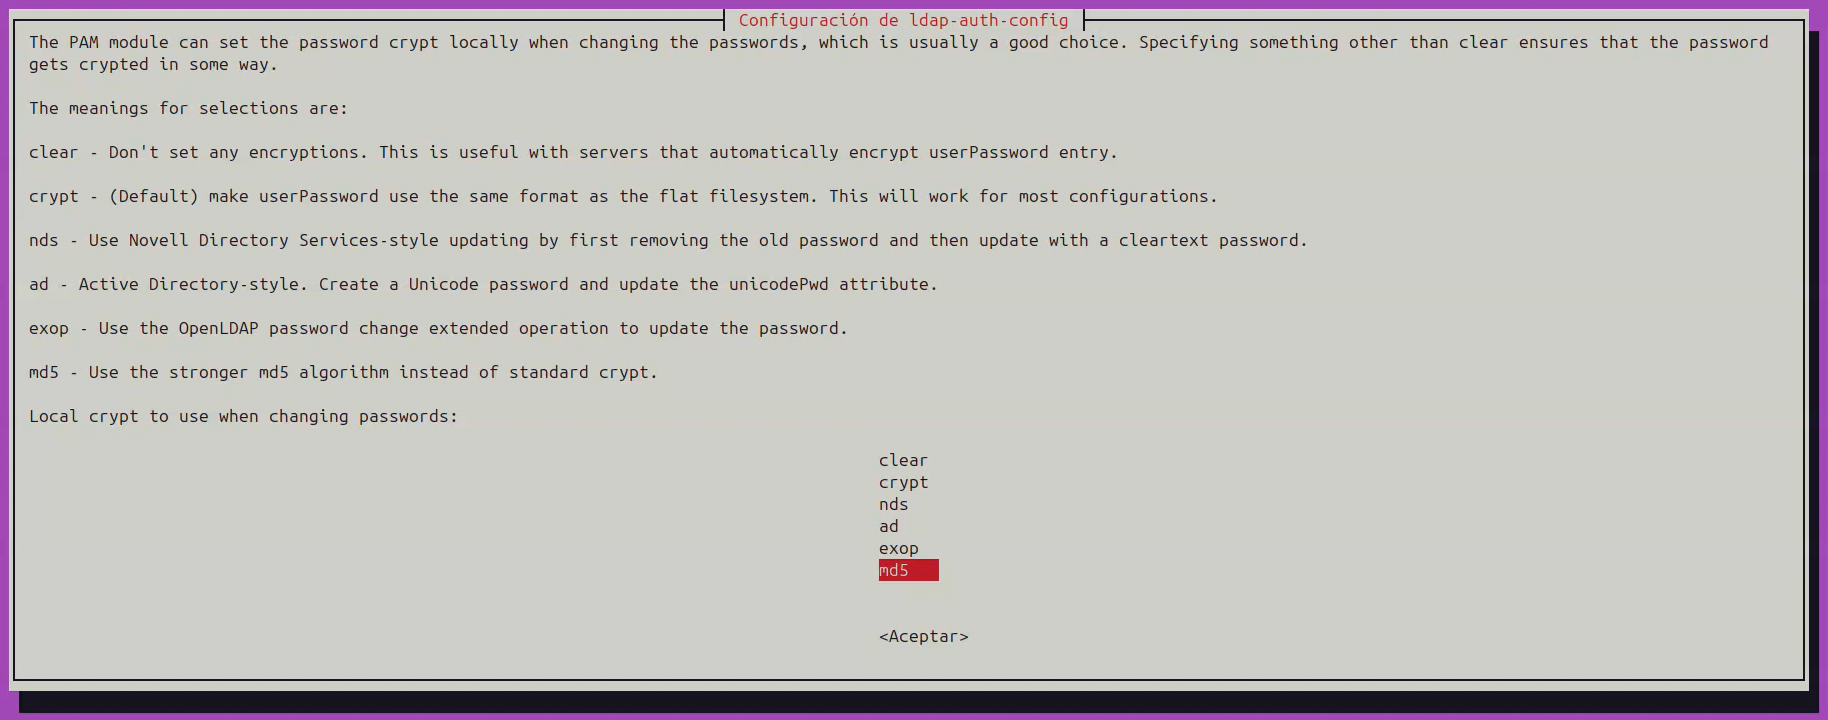 Configuración de ldap-auth-config
The PAM module can set the password crypt locally when changing the passwords, which is usually a good choice. Specifying something other than clear ensures that the password
gets crypted in some way.
The meanings for selections are:
clear - Don't set any encryptions. This is useful with servers that automatically encrypt userPassword entry.
crypt - (Default) make userPassword use the same format as the flat filesystem. This will work for most configurations.
nds - Use Novell Directory Services-style updating by first removing the old password and then update with a cleartext password.
ad - Active Directory-style. Create a Unicode password and update the unicodePwd attribute.
exop - Use the OpenLDAP password change extended operation to update the password.
md5 - Use the stronger md5 algorithm instead of standard crypt.
Local crypt to use when changing passwords:
clear
crypt
nds
ad
exop
md5
<Aceptar>